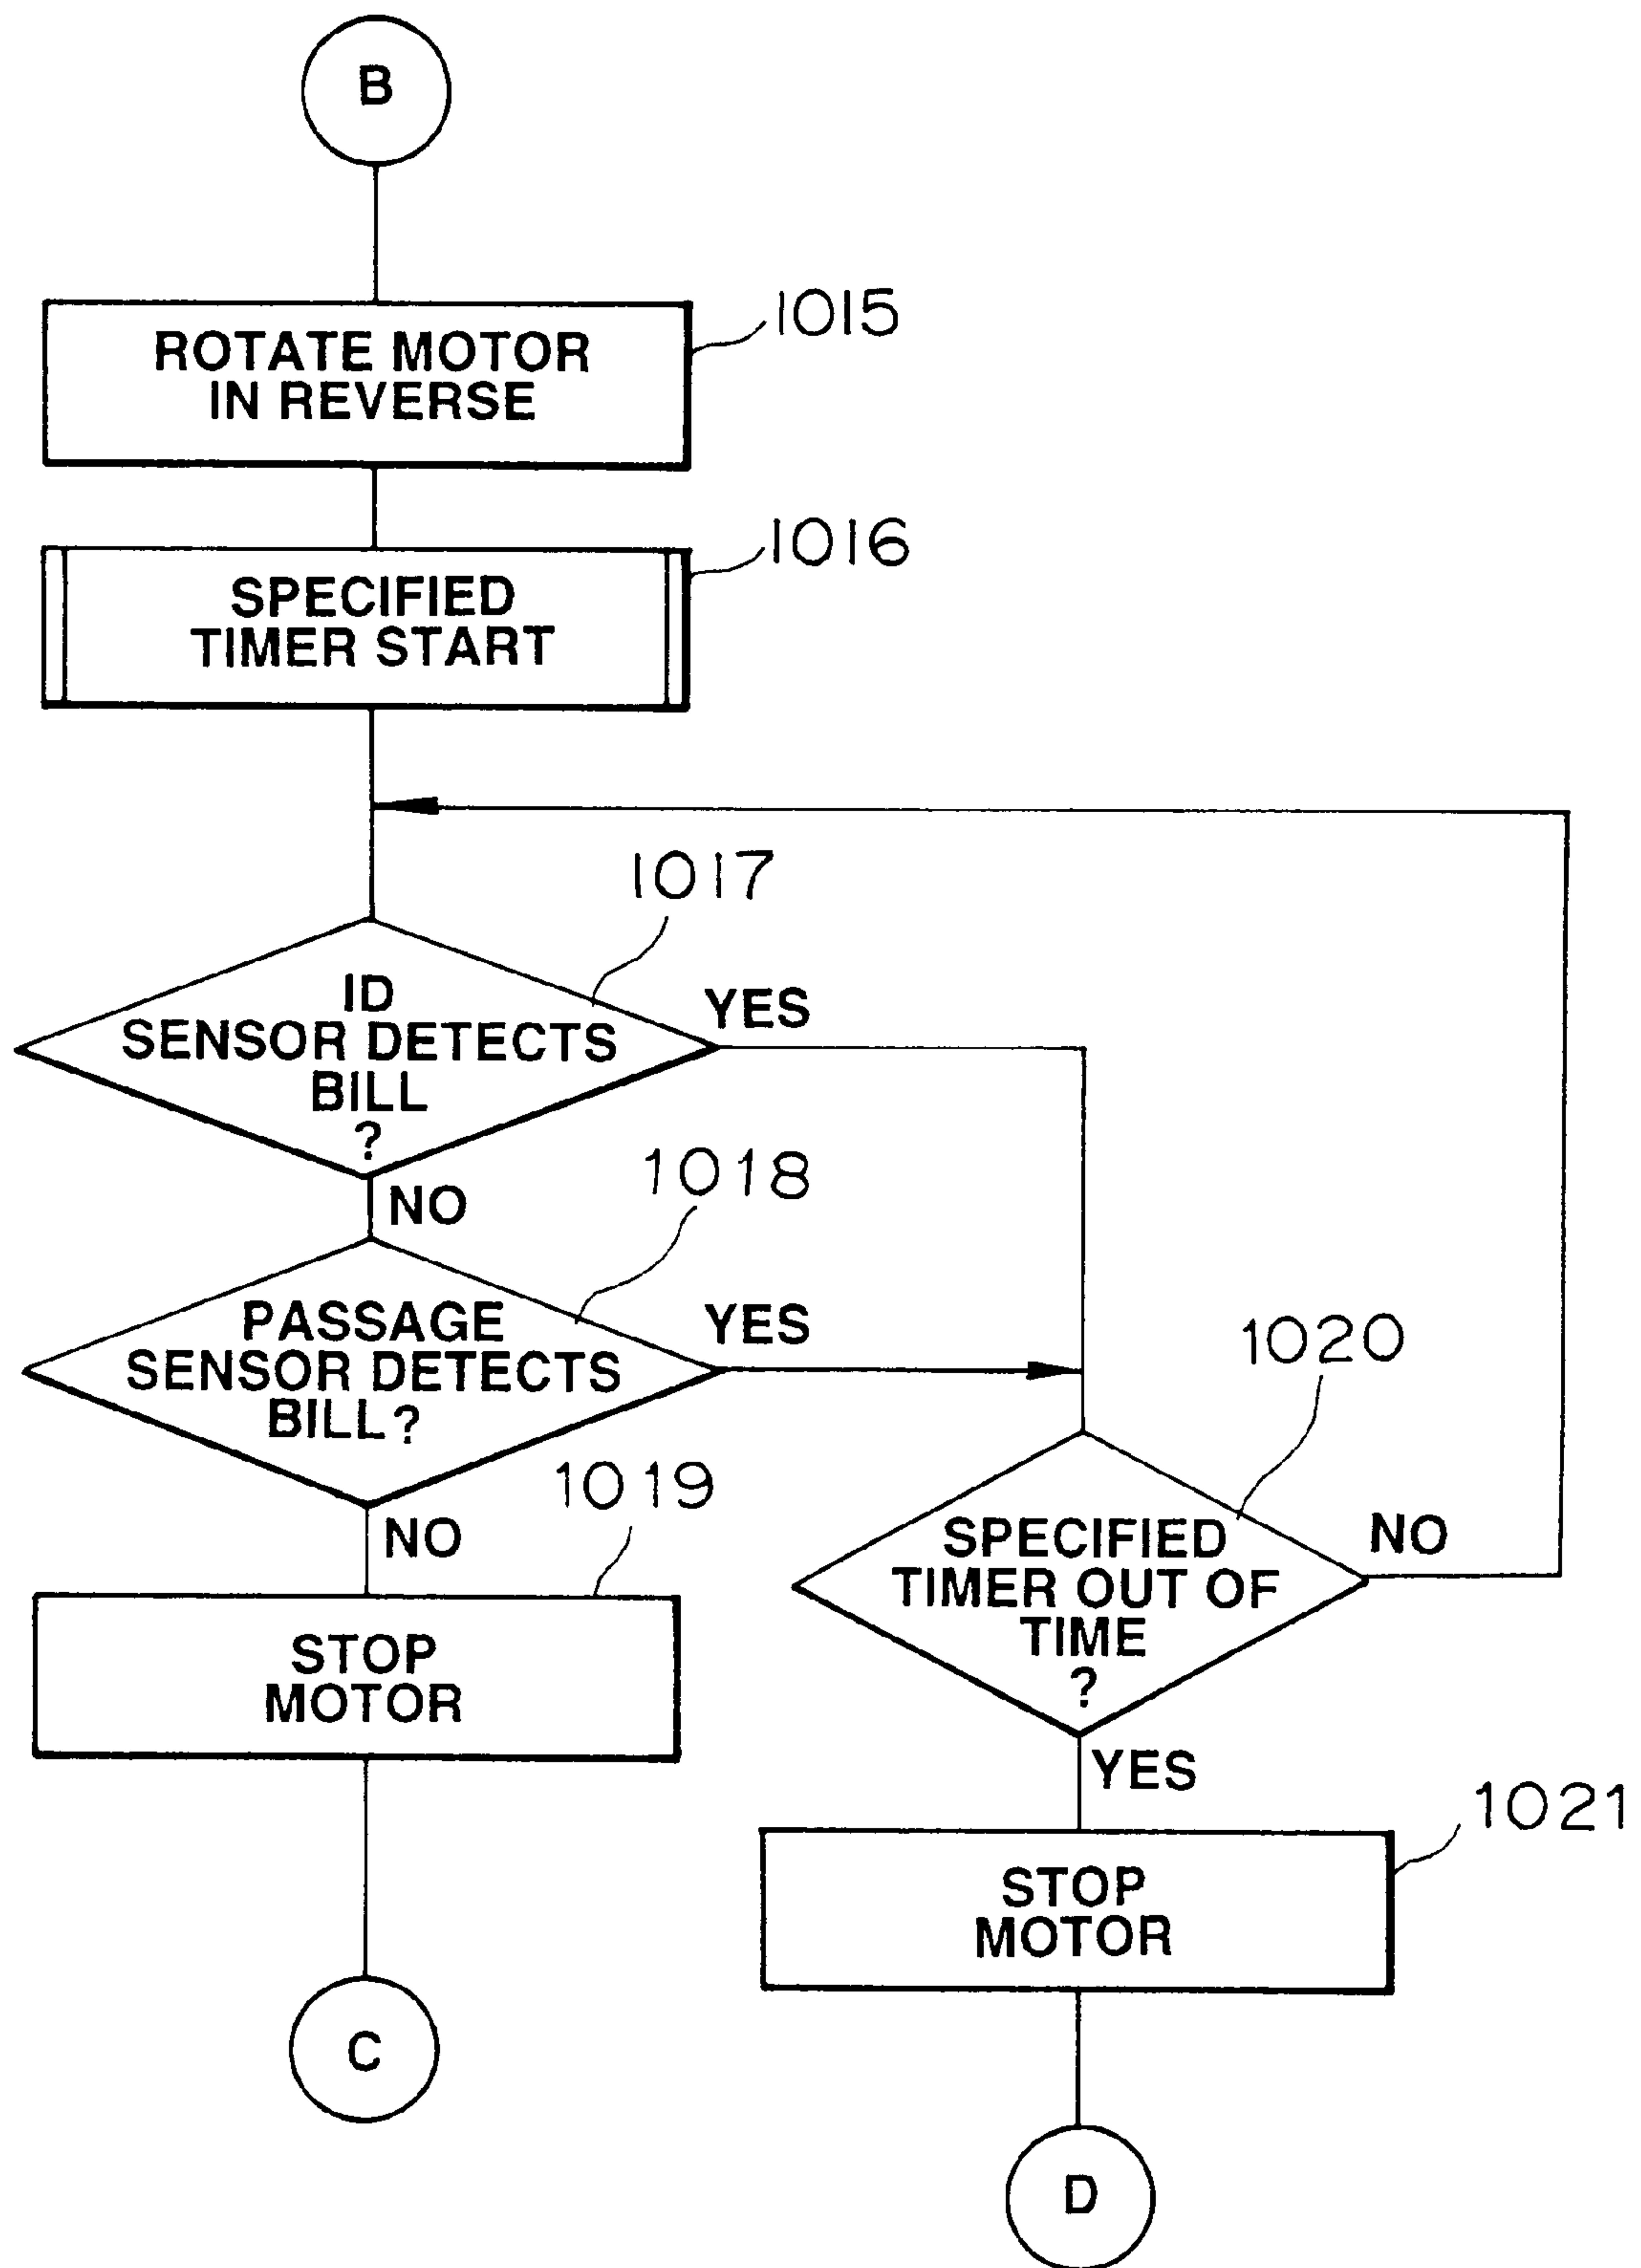 B
ROTATE MOTOR
IN REVERSE
1015
SPECIFIED
TIMER START
1016
1017
ID
SENSOR DETECTS
BILL
?
YES
NO
1018
PASSAGE
SENSOR DETECTS
BILL?
YES
NO
1019
STOP
MOTOR
C
1020
SPECIFIED
TIMER OUT OF
TIME
?
NO
YES
1021
STOP
MOTOR
D